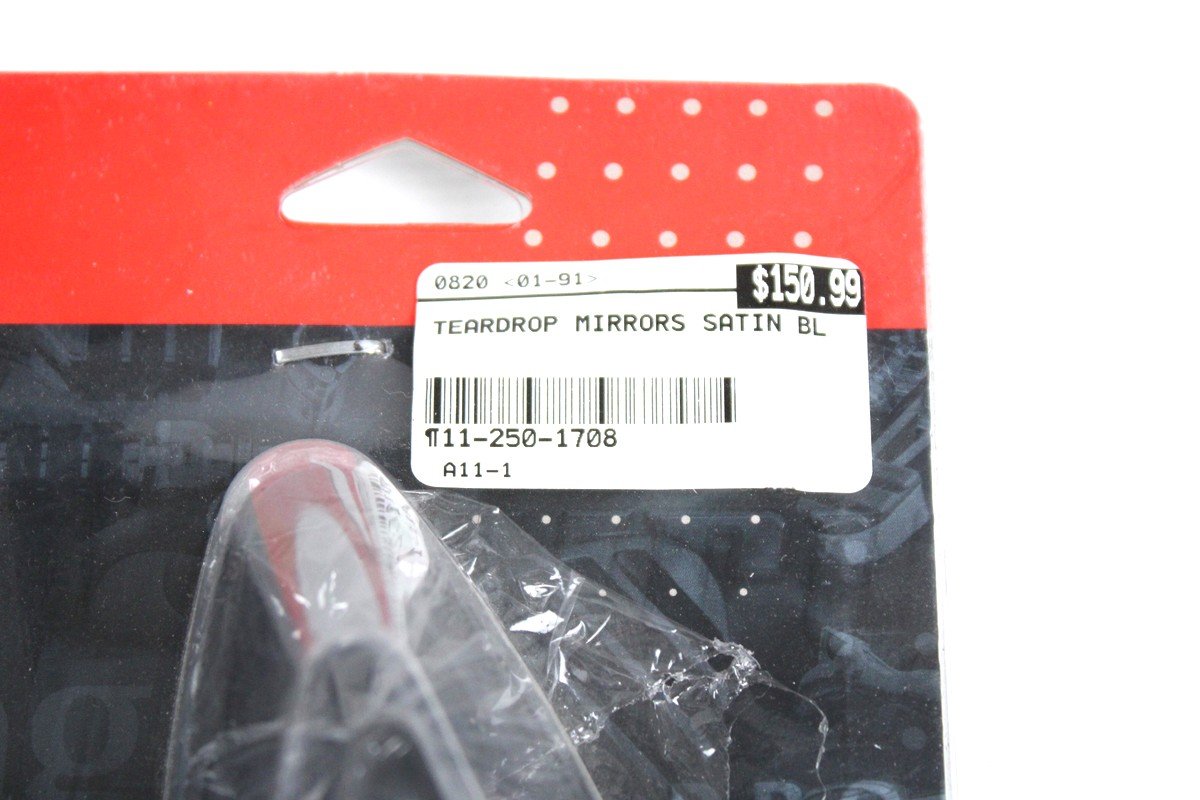 0820 <01-91>
$150.99
TEARDROP MIRRORS SATIN BL
¶11-250-1708
A11-1